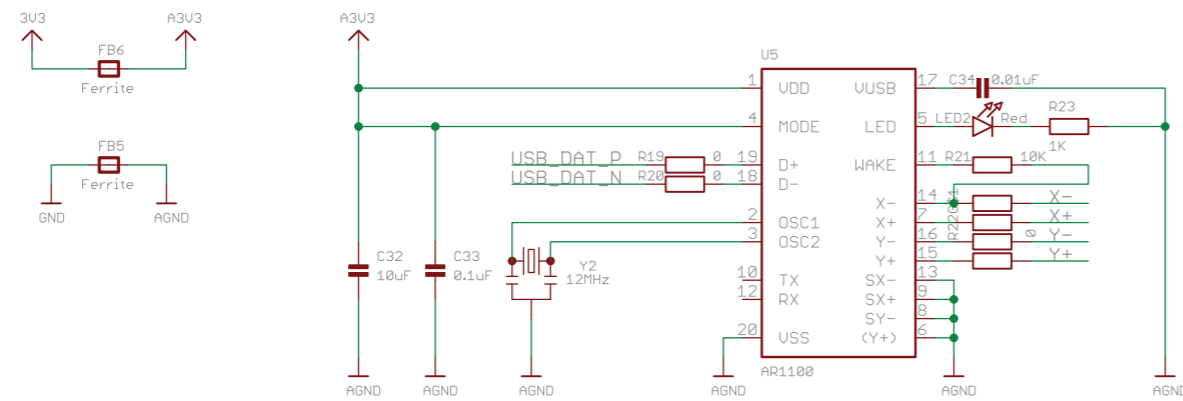 3V3
A3V3
FB6
Ferrite
FB5
Ferrite
GND
AGND
A3V3
U5
1 VDD
VUSB 17
C34 0.01uF
4 MODE
LED 5
LED2 Red
R23
1K
USB_DAT_P R19 0 19 D+
USB_DAT_N R20 0 18 D-
WAKE 11 R21 10K
X- 14
X-
2 OSC1
X+ 7
X+
3 OSC2
Y- 16
0 Y-
Y+ 15
Y+
C32
10uF
C33
0.1uF
Y2
12MHz
10 TX
SX- 13
12 RX
SX+ 9
SY- 8
20 VSS
(Y+) 6
AR1100
AGND
AGND
AGND
AGND
AGND
AGND